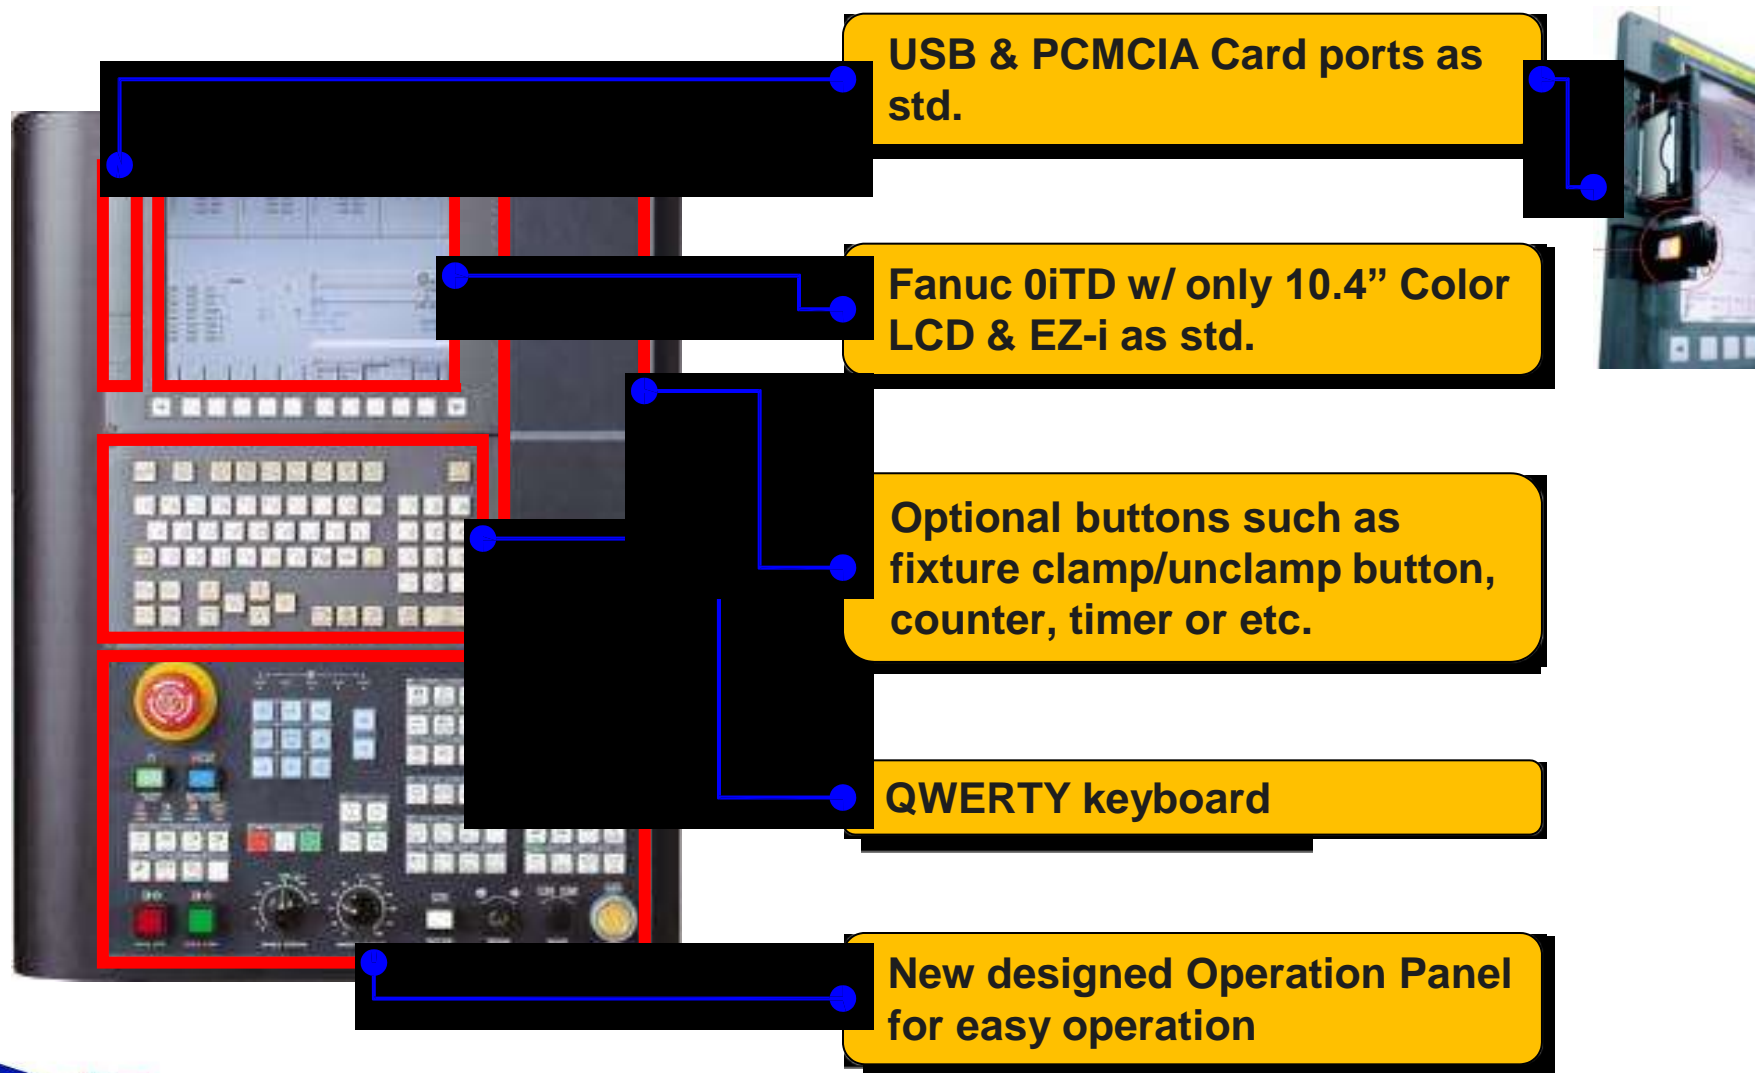 USB & PCMCIA Card ports as
std.
Fanuc 0iTD w/ only 10.4” Color
LCD & EZ-i as std.
Optional buttons such as
fixture clamp/unclamp button,
counter, timer or etc.
QWERTY keyboard
New designed Operation Panel
for easy operation